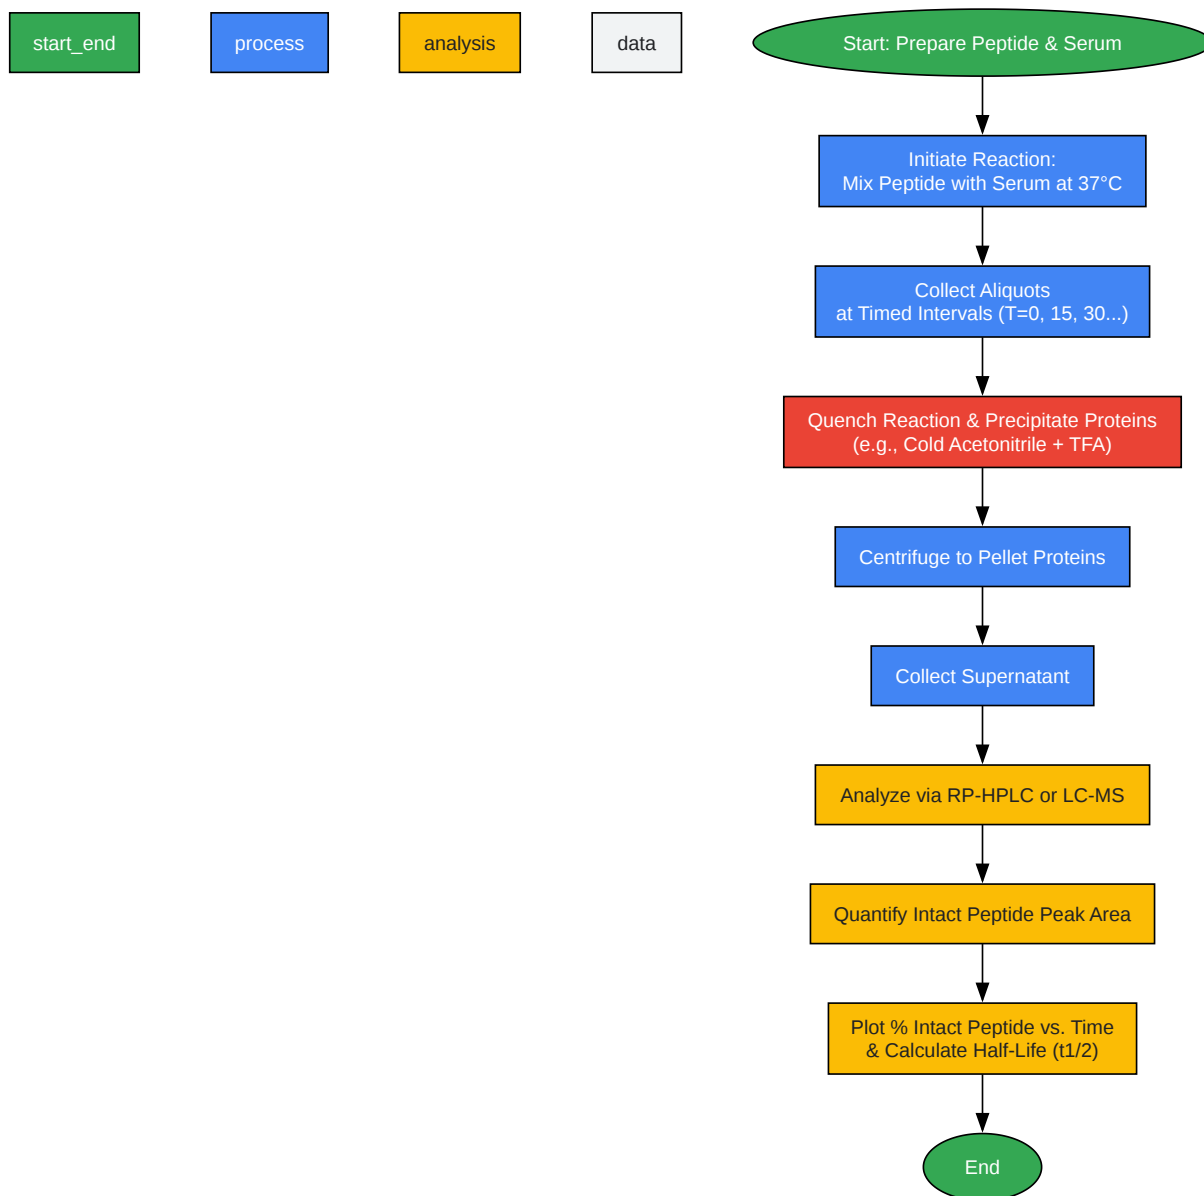 start_end
process
analysis
data
Start: Prepare Peptide & Serum
Initiate Reaction:
Mix Peptide with Serum at 37°C
Collect Aliquots
at Timed Intervals (T=0, 15, 30...)
Quench Reaction & Precipitate Proteins
(e.g., Cold Acetonitrile + TFA)
Centrifuge to Pellet Proteins
Collect Supernatant
Analyze via RP-HPLC or LC-MS
Quantify Intact Peptide Peak Area
Plot % Intact Peptide vs. Time
& Calculate Half-Life (t1/2)
End